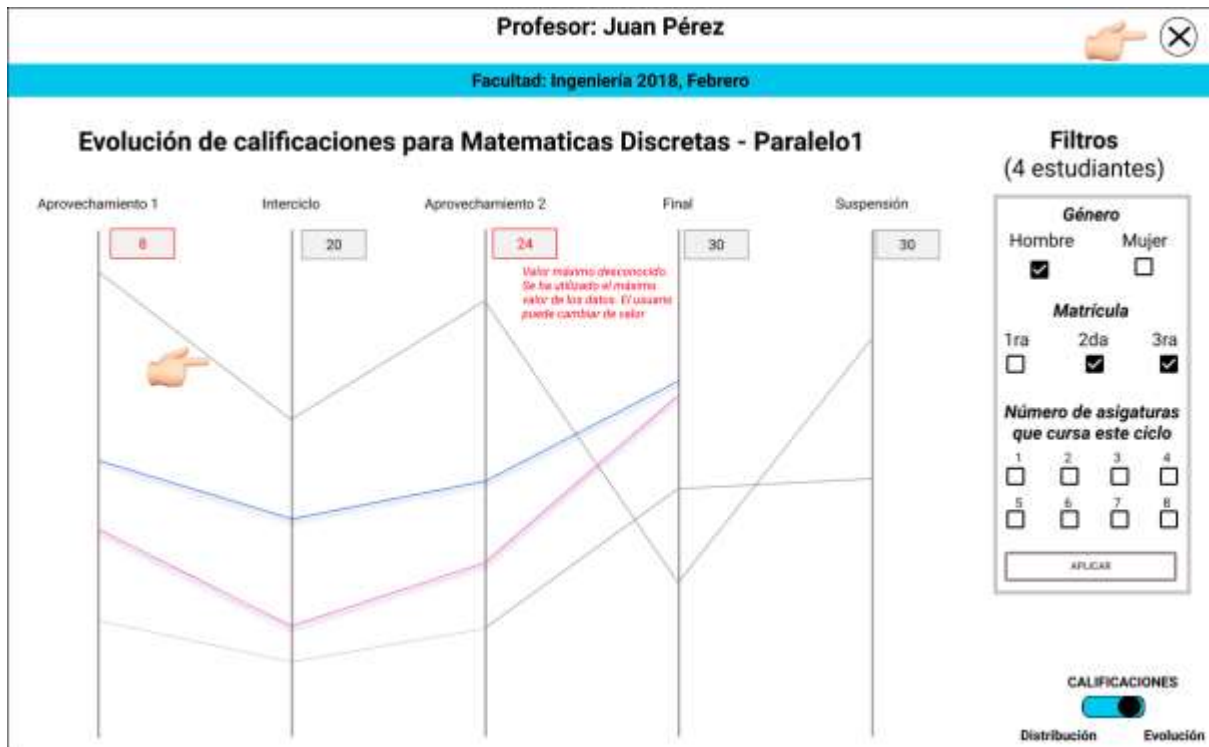 Profesor: Juan Pérez
Facultad: Ingeniería 2018, Febrero
Evolución de calificaciones para Matematicas Discretas - Paralelo1
Aprovechamiento 1
Interciclo
Aprovechamiento 2
Final
Suspensión
8
20
24
30
30
Valor máximo desconocido.
Se ha utilizado el máximo
valor de los datos. El usuario
puede cambiar de valor
Filtros
(4 estudiantes)
Género
Hombre Mujer
Matrícula
1ra 2da 3ra
Número de asigaturas
que cursa este ciclo
1 2 3 4
5 6 7 8
APLICAR
CALIFICACIONES
Distribución Evolución